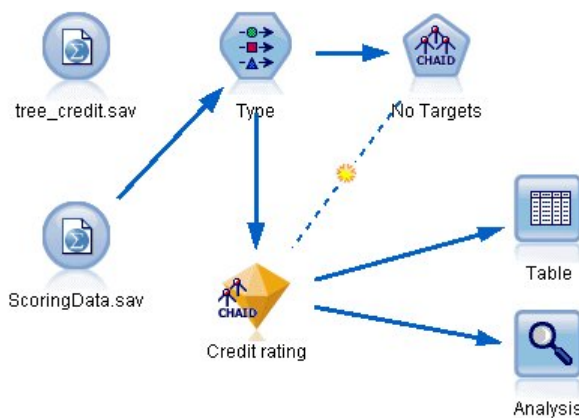 CHAID
tree_credit.sav
Type
No Targets
ScoringData.sav
CHAID
Table
Credit rating
Analysis